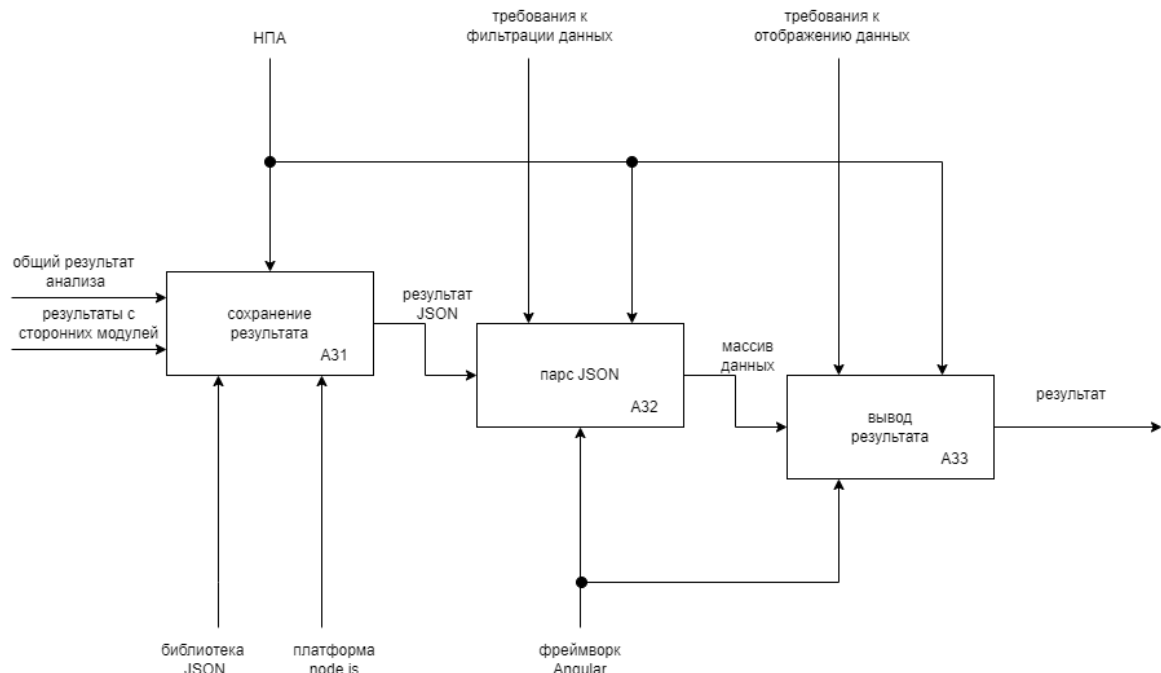 НПА
требования к
фильтрации данных
требования к
отображению данных
общий результат
анализа
результаты с
сторонних модулей
сохранение
результата
А31
результат
JSON
парс JSON
А32
массив
данных
вывод
результата
А33
результат
библиотека
JSON
платформа
node.js
фреймворк
Angular